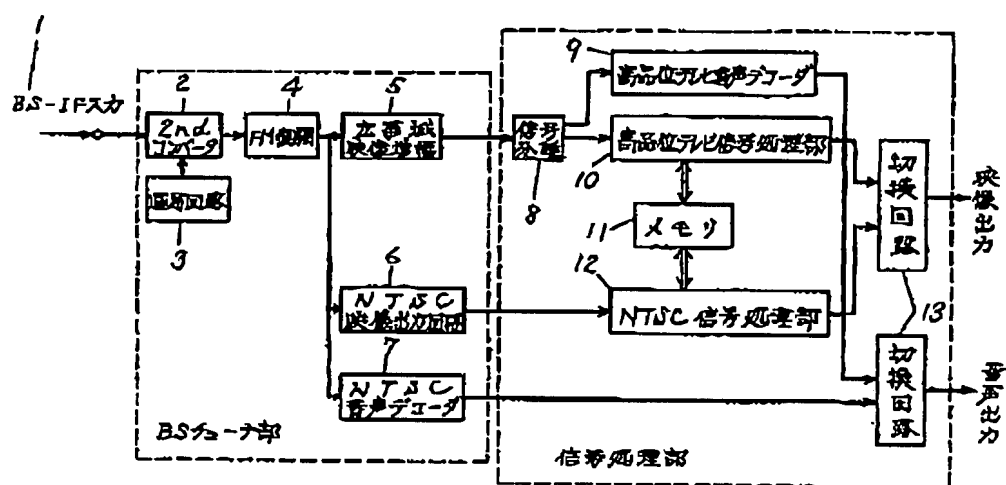 1
BS-IF入力
2
2nd
コンバータ
3
選局回路
4
FM復調
5
広帯域
映像増幅
6
NTSC
映像出力回路
7
NTSC
音声デコーダ
BSチューナ部
8
信号
分離
9
高品位テレビ音声デコーダ
10
高品位テレビ信号処理部
11
メモリ
12
NTSC信号処理部
切換回路
映像出力
13
切換回路
音声出力
信号処理部